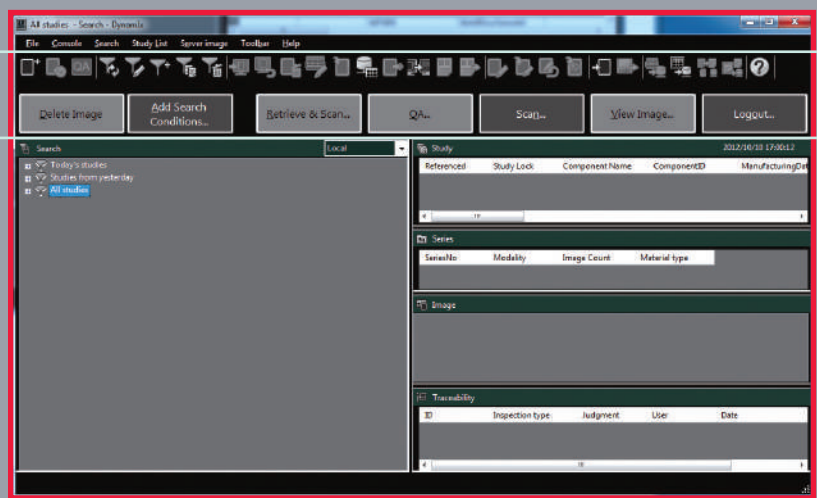 All studies - Search - Dynamix
File Console Search Study List Server image Toolbar Help
QA ?
Delete Image Add Search Conditions... Retrieve & Scan... QA... Scan... View Image... Logout...
Search Local Study 2012/10/10 17:00:12
Today's studies
Studies from yesterday
All studies
Referenced Study Lock Component Name ComponentID ManufacturingDat
Series
SeriesNo Modality Image Count Material type
Image
Traceability
ID Inspection type Judgment User Date